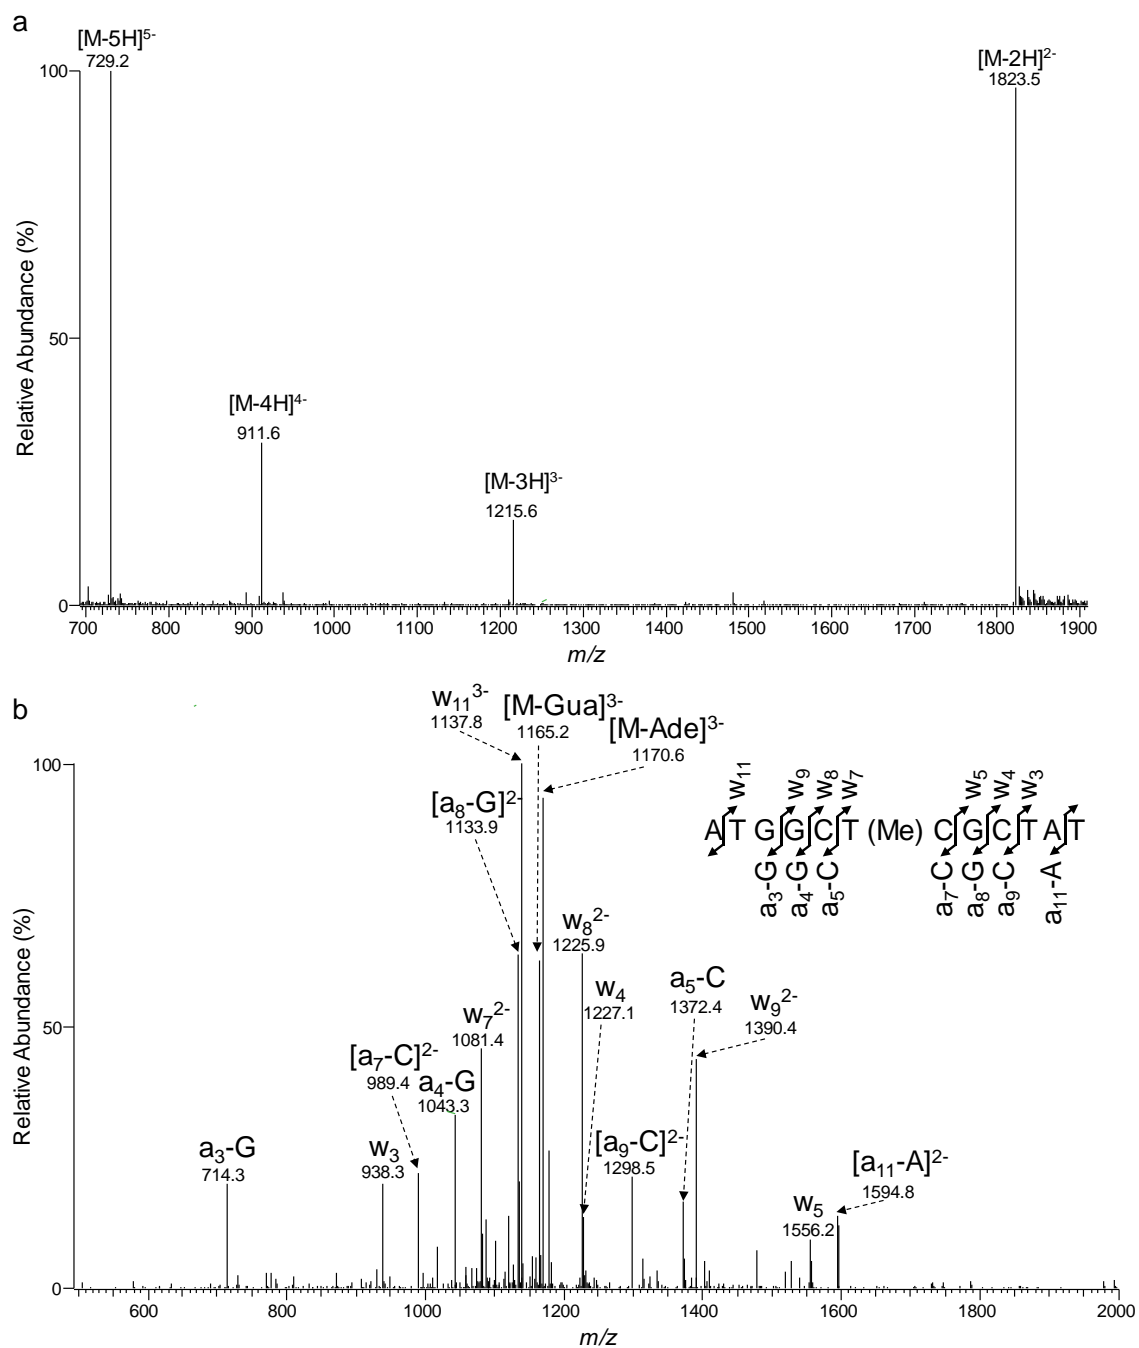 a
[M-5H]5-
729.2
[M-2H]2-
1823.5
100
Relative Abundance (%)
50
[M-4H]4-
911.6
[M-3H]3-
1215.6
0
700 800 900 1000 1100 1200 1300 1400 1500 1600 1700 1800 1900
m/z
b
w11 3-
1137.8
[M-Gua]3-
1165.2
[M-Ade]3-
1170.6
100
[a8-G]2-
1133.9
w11 w9 w8 w7 w5 w4 w3
ATGGCT(Me)CGCTAT
a3-G a4-G a5-C a7-C a8-G a9-C a11-A
w8 2-
1225.9
w4
1227.1
a5-C
1372.4
w9 2-
1390.4
Relative Abundance (%)
50
w7 2-
1081.4
[a7-C]2-
989.4
a4-G
1043.3
a3-G
714.3
w3
938.3
[a9-C]2-
1298.5
[a11-A]2-
1594.8
w5
1556.2
0
600 800 1000 1200 1400 1600 1800 2000
m/z